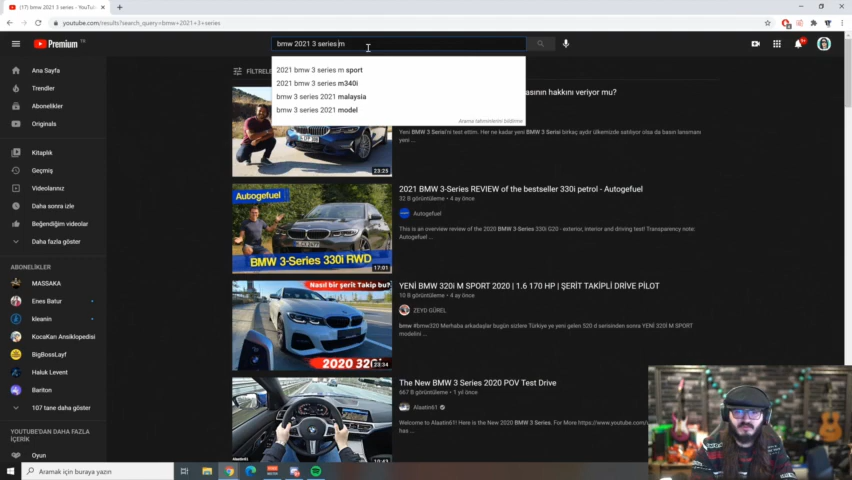 (17) bmw 2021 3 series - YouTu
youtube.com/results?search_query=bmw+2021+3+series
Premium TR
bmw 2021 3 series m
2021 bmw 3 series m sport
2021 bmw 3 series m340i
bmw 3 series 2021 malaysia
bmw 3 series 2021 model
Arama tahminlerini bildirme
FİLTRELE
Ana Sayfa
Trendler
Abonelikler
Originals
Kitaplık
Geçmiş
Videolarınız
Daha sonra izle
Beğendiğim videolar
Daha fazla göster
ABONELİKLER
MASSAKA
Enes Batur
kleanin
KocaKarı Ansiklopedisi
BigBossLayf
Haluk Levent
Bariton
107 tane daha göster
YOUTUBE'DAN DAHA FAZLA
İÇERİK
Oyun
asının hakkını veriyor mu?
Yeni BMW 3 Serisi'ni test ettim. Her ne kadar Yeni BMW 3 Serisi birkaç aydır ülkemizde satılıyor olsa da basın lansmanı
yeni ...
23:25
2021 BMW 3-Series REVIEW of the bestseller 330i petrol - Autogefuel
32 B görüntüleme • 4 ay önce
Autogefuel
This is an overview review of the 2020 BMW 3-Series 330i G20 - exterior, interior and driving test! Transparency note:
Autogefuel ...
Autogefuel
BMW 3-Series 330i RWD
17:01
YENİ BMW 320i M SPORT 2020 | 1.6 170 HP | ŞERİT TAKİPLİ DRİVE PİLOT
10 B görüntüleme • 4 ay önce
ZEYD GÜREL
bmw #bmw320 Merhaba arkadaşlar bugün sizlere Türkiye ye yeni gelen 520 d serisinden sonra YENİ 320İ M SPORT
modelini ...
Nasıl bir şerit Takip bu?
2020 320i
23:34
The New BMW 3 Series 2020 POV Test Drive
667 B görüntüleme • 1 yıl önce
Alaatin61
Welcome to Alaatin61! Here is the New 2020 BMW 3 Series. For More https://www.youtube.com/
has ...
10:43
Aramak için buraya yazın